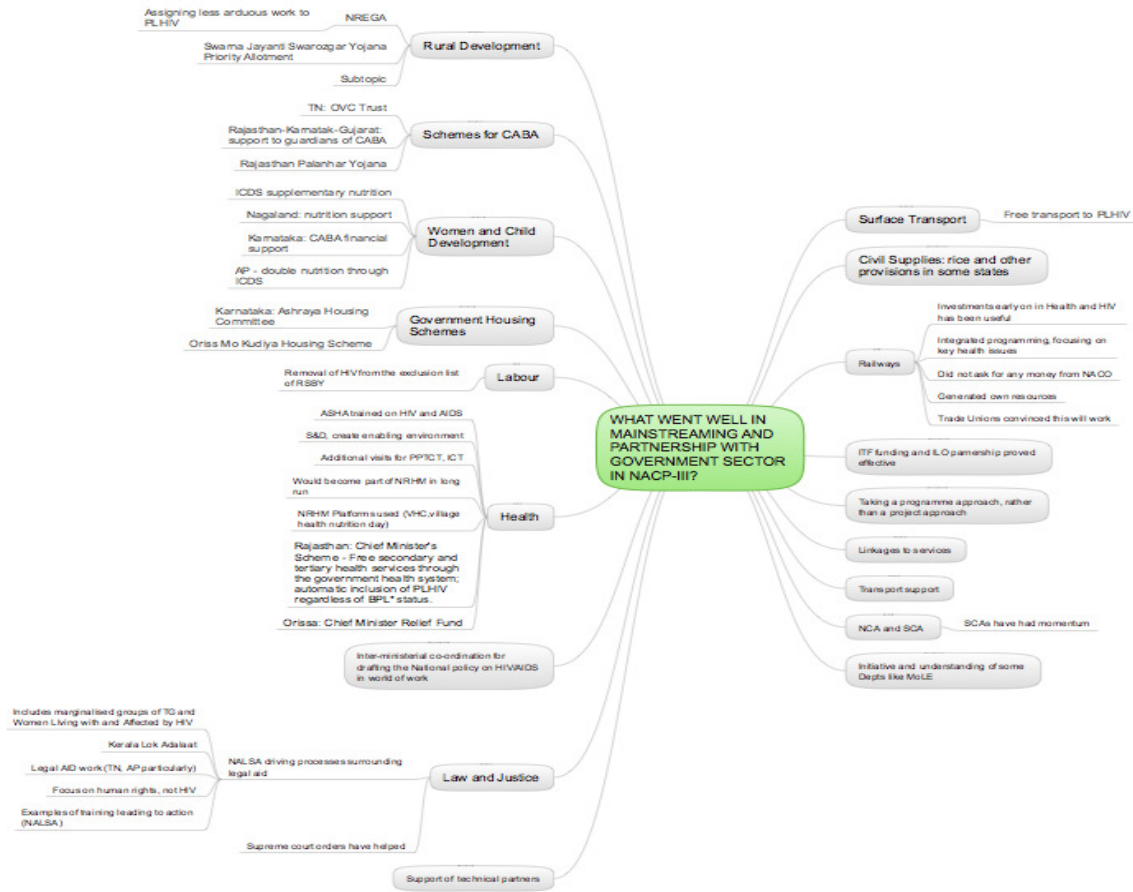 Assigning less arduous work to
PLHIV
NREGA
Swarna Jayanti Swarozgar Yojana
Priority Allotment
Subtopic
Rural Development
TN: OVC Trust
Rajasthan-Karnatak-Gujarat:
support to guardians of CABA
Rajasthan Palanhar Yojana
Schemes for CABA
ICDS supplementary nutrition
Nagaland: nutrition support
Karnataka: CABA financial
support
AP - double nutrition through
ICDS
Women and Child
Development
Karnataka: Ashraya Housing
Committee
Oriss Mo Kudiya Housing Scheme
Government Housing
Schemes
Removal of HIV from the exclusion list
of RSBY
Labour
ASHA trained on HIV and AIDS
S&D, create enabling environment
Additional visits for PPTCT, ICT
Would become part of NRHM in long
run
NRHM Platforms used (VHC,village
health nutrition day)
Rajasthan: Chief Minister's
Scheme - Free secondary and
tertiary health services through
the government health system;
automatic inclusion of PLHIV
regardless of BPL* status.
Orissa: Chief Minister Relief Fund
Health
Inter-ministerial co-ordination for
drafting the National policy on HIV/AIDS
in world of work
Includes marginalised groups of TG and
Women Living with and Affected by HIV
Kerala Lok Adalaat
Legal AID work (TN, AP particularly)
Focus on human rights, not HIV
Examples of training leading to action
(NALSA)
NALSA driving processes surrounding
legal aid
Supreme court orders have helped
Law and Justice
Support of technical partners
WHAT WENT WELL IN
MAINSTREAMING AND
PARTNERSHIP WITH
GOVERNMENT SECTOR
IN NACP-III?
Surface Transport
Free transport to PLHIV
Civil Supplies: rice and other
provisions in some states
Railways
Investments early on in Health and HIV
has been useful
Integrated programming, focusing on
key health issues
Did not ask for any money from NACO
Generated own resources
Trade Unions convinced this will work
ITF funding and ILO parnership proved
effective
Taking a programme approach, rather
than a project approach
Linkages to services
Transport support
NCA and SCA
SCAs have had momentum
Initiative and understanding of some
Depts like MoLE